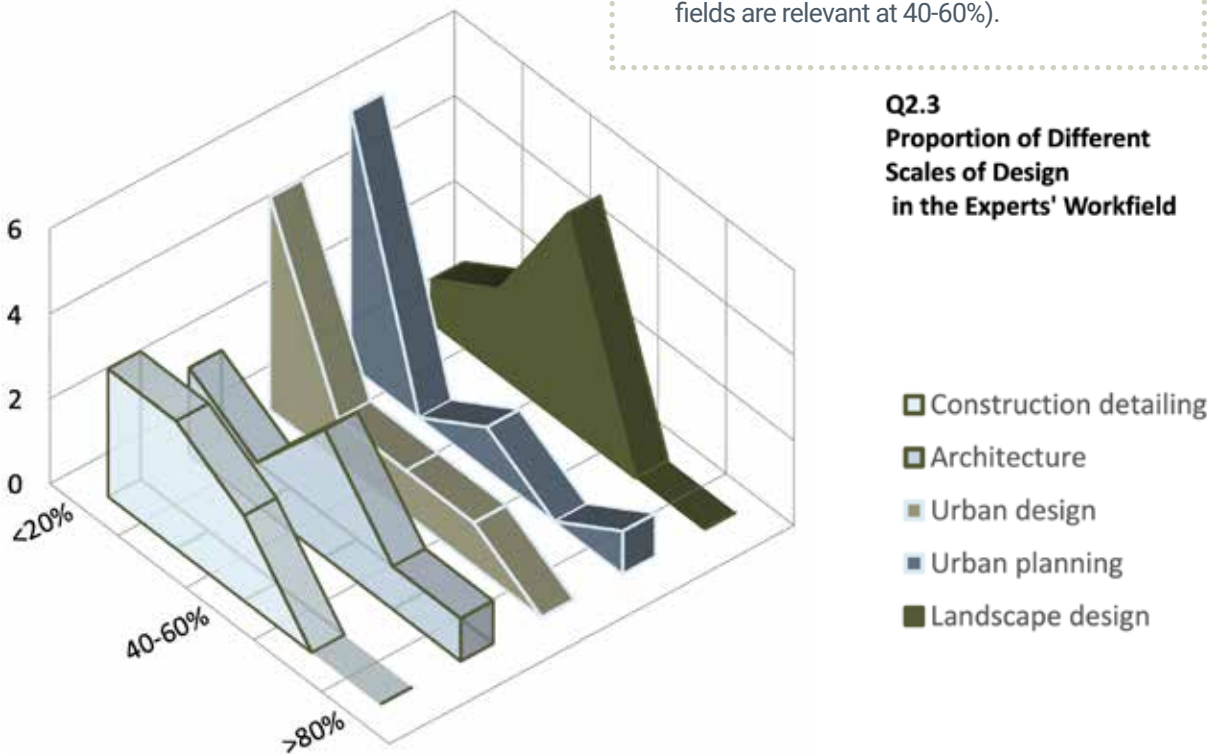 fields are relevant at 40-60%).
Q2.3
Proportion of Different
Scales of Design
in the Experts' Workfield
6
4
2
0
<20%
40-60%
>80%
Construction detailing
Architecture
Urban design
Urban planning
Landscape design